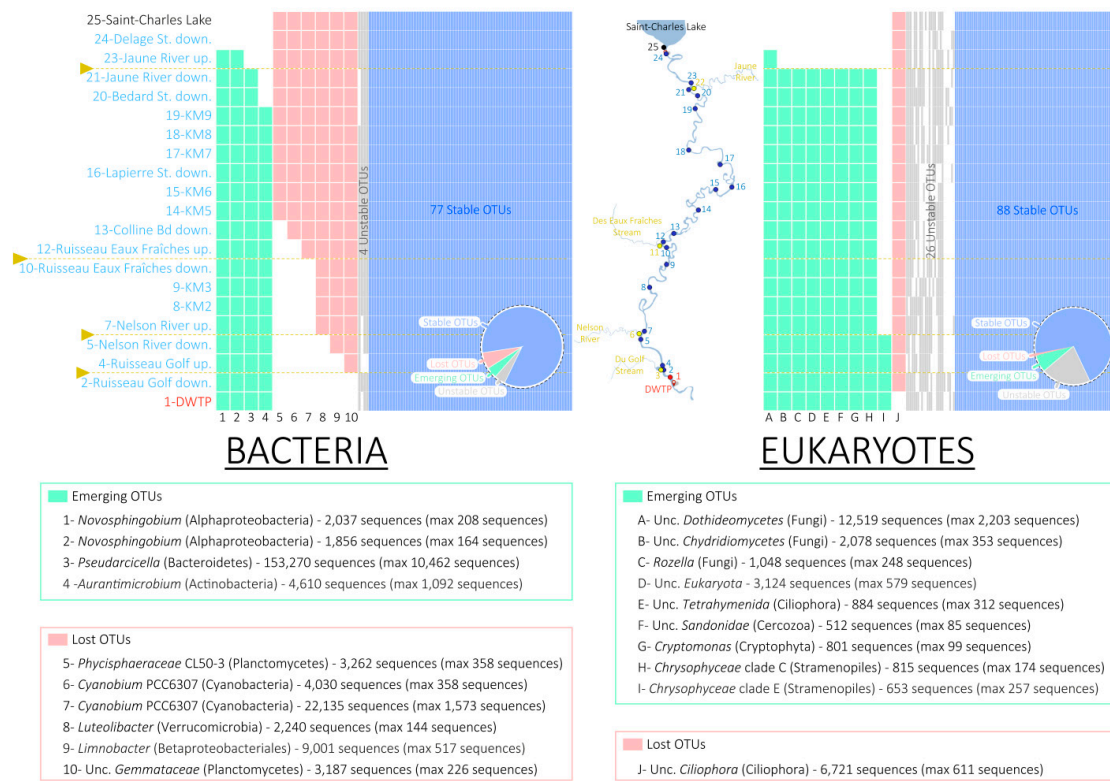 25-Saint-Charles Lake
24-Delage St. down.
23-Jaune River up.
21-Jaune River down.
20-Bedard St. down.
19-KM9
18-KM8
17-KM7
16-Lapierre St. down.
15-KM6
14-KM5
13-Colline Bd down.
12-Ruisseau Eaux Fraîches up.
10-Ruisseau Eaux Fraîches down.
9-KM3
8-KM2
7-Nelson River up.
5-Nelson River down.
4-Ruisseau Golf up.
2-Ruisseau Golf down.
1-DWTP
1 2 3 4 5 6 7 8 9 10
4 Unstable OTUs
77 Stable OTUs
Stable OTUs
Lost OTUs
Emerging OTUs
Unstable OTUs
BACTERIA
Saint-Charles Lake
25
24
Jaune
River
23
22
21
20
19
18
17
16
15
14
Des Eaux Fraîches
Stream
13
12
11
10
9
8
Nelson
River
7
6
5
Du Golf
Stream
4
3
2
1
DWTP
A B C D E F G H I J
26 Unstable OTUs
88 Stable OTUs
Stable OTUs
Lost OTUs
Emerging OTUs
Unstable OTUs
EUKARYOTES
Emerging OTUs
1- Novosphingobium (Alphaproteobacteria) - 2,037 sequences (max 208 sequences)
2- Novosphingobium (Alphaproteobacteria) - 1,856 sequences (max 164 sequences)
3- Pseudarcicella (Bacteroidetes) - 153,270 sequences (max 10,462 sequences)
4 -Aurantimicrobium (Actinobacteria) - 4,610 sequences (max 1,092 sequences)
Lost OTUs
5- Phycisphaeraceae CL50-3 (Planctomycetes) - 3,262 sequences (max 358 sequences)
6- Cyanobium PCC6307 (Cyanobacteria) - 4,030 sequences (max 358 sequences)
7- Cyanobium PCC6307 (Cyanobacteria) - 22,135 sequences (max 1,573 sequences)
8- Luteolibacter (Verrucomicrobia) - 2,240 sequences (max 144 sequences)
9- Limnobacter (Betaproteobacteriales) - 9,001 sequences (max 517 sequences)
10- Unc. Gemmataceae (Planctomycetes) - 3,187 sequences (max 226 sequences)
Emerging OTUs
A- Unc. Dothideomycetes (Fungi) - 12,519 sequences (max 2,203 sequences)
B- Unc. Chydridiomycetes (Fungi) - 2,078 sequences (max 353 sequences)
C- Rozella (Fungi) - 1,048 sequences (max 248 sequences)
D- Unc. Eukaryota - 3,124 sequences (max 579 sequences)
E- Unc. Tetrahymenida (Ciliophora) - 884 sequences (max 312 sequences)
F- Unc. Sandonidae (Cercozoa) - 512 sequences (max 85 sequences)
G- Cryptomonas (Cryptophyta) - 801 sequences (max 99 sequences)
H- Chrysophyceae clade C (Stramenopiles) - 815 sequences (max 174 sequences)
I- Chrysophyceae clade E (Stramenopiles) - 653 sequences (max 257 sequences)
Lost OTUs
J- Unc. Ciliophora (Ciliophora) - 6,721 sequences (max 611 sequences)